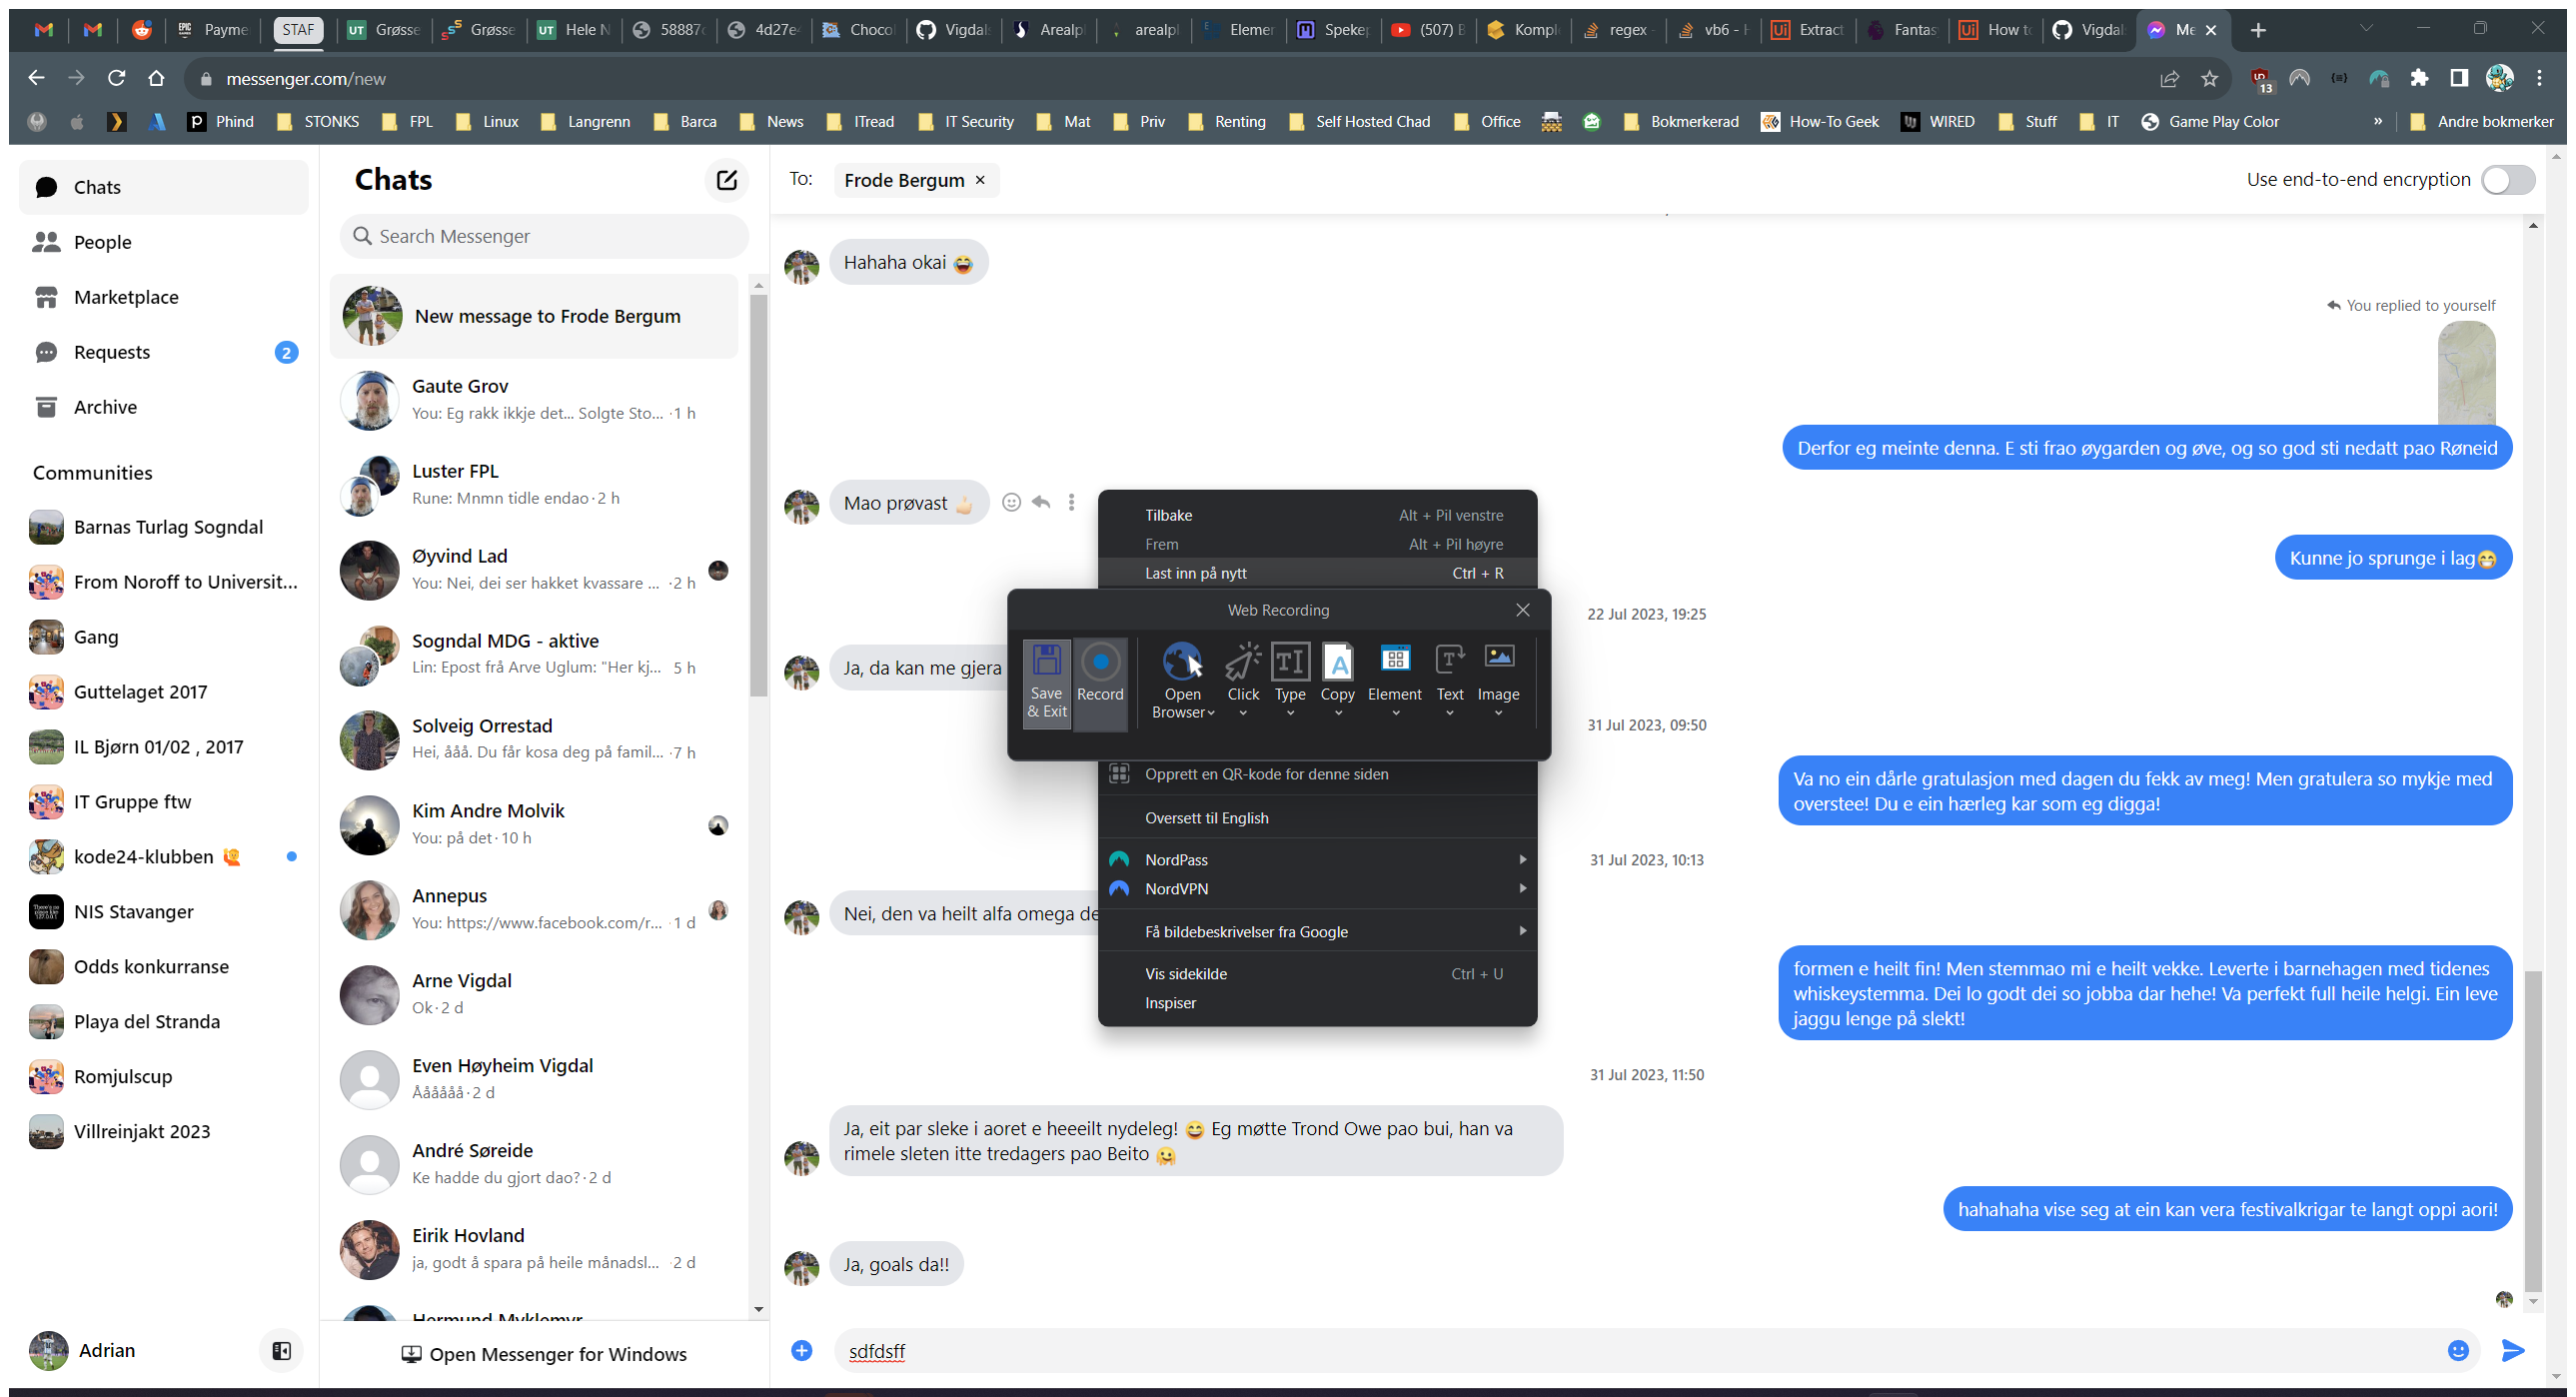 EPIC Payme
STAF
UT Grøsse
Grøsse
UT Hele N
58887c
4d27e4
Choco
Vigdal
Arealp
arealpl
Elemer
Spekep
(507) B
Kompl
regex -
vb6 - H
Ui Extract
Fantas
Ui How to
Vigdal
Me
messenger.com/new
13
Phind
STONKS
FPL
Linux
Langrenn
Barca
News
ITread
IT Security
Mat
Priv
Renting
Self Hosted Chad
Office
Bokmerkerad
How-To Geek
WIRED
Stuff
IT
Game Play Color
»
Andre bokmerker
Chats
People
Marketplace
Requests 2
Archive
Communities
Barnas Turlag Sogndal
From Noroff to Universit...
Gang
Guttelaget 2017
IL Bjørn 01/02 , 2017
IT Gruppe ftw
kode24-klubben 🙋
NIS Stavanger
Odds konkurranse
Playa del Stranda
Romjulscup
Villreinjakt 2023
Adrian
Chats
Search Messenger
New message to Frode Bergum
Gaute Grov
You: Eg rakk ikkje det... Solgte Sto... · 1 h
Luster FPL
Rune: Mnmn tidle endao · 2 h
Øyvind Lad
You: Nei, dei ser hakket kvassare ... · 2 h
Sogndal MDG - aktive
Lin: Epost frå Arve Uglum: "Her kj... 5 h
Solveig Orrestad
Hei, ååå. Du får kosa deg på famil... · 7 h
Kim Andre Molvik
You: på det · 10 h
Annepus
You: https://www.facebook.com/r... · 1 d
Arne Vigdal
Ok · 2 d
Even Høyheim Vigdal
Åååååå · 2 d
André Søreide
Ke hadde du gjort dao? · 2 d
Eirik Hovland
ja, godt å spara på heile månadsl... · 2 d
Hermund Myklemyr
Open Messenger for Windows
To: Frode Bergum ×
Use end-to-end encryption
Hahaha okai 😂
You replied to yourself
Derfor eg meinte denna. E sti frao øygarden og øve, og so god sti nedatt pao Røneid
Mao prøvast 👍🏻
Kunne jo sprunge i lag😁
22 Jul 2023, 19:25
Ja, da kan me gjera
31 Jul 2023, 09:50
Va no ein dårle gratulasjon med dagen du fekk av meg! Men gratulera so mykje med
overstee! Du e ein hærleg kar som eg digga!
31 Jul 2023, 10:13
Nei, den va heilt alfa omega de
formen e heilt fin! Men stemmao mi e heilt vekke. Leverte i barnehagen med tidenes
whiskeystemma. Dei lo godt dei so jobba dar hehe! Va perfekt full heile helgi. Ein leve
jaggu lenge på slekt!
31 Jul 2023, 11:50
Ja, eit par sleke i aoret e heeeilt nydeleg! 😄 Eg møtte Trond Owe pao bui, han va
rimele sleten itte tredagers pao Beito 🫠
hahahaha vise seg at ein kan vera festivalkrigar te langt oppi aori!
Ja, goals da!!
sdfdsff
Tilbake Alt + Pil venstre
Frem Alt + Pil høyre
Last inn på nytt Ctrl + R
Web Recording
Save
& Exit
Record
Open
Browser
Click
Type
Copy
Element
Text
Image
Opprett en QR-kode for denne siden
Oversett til English
NordPass
NordVPN
Få bildebeskrivelser fra Google
Vis sidekilde Ctrl + U
Inspiser